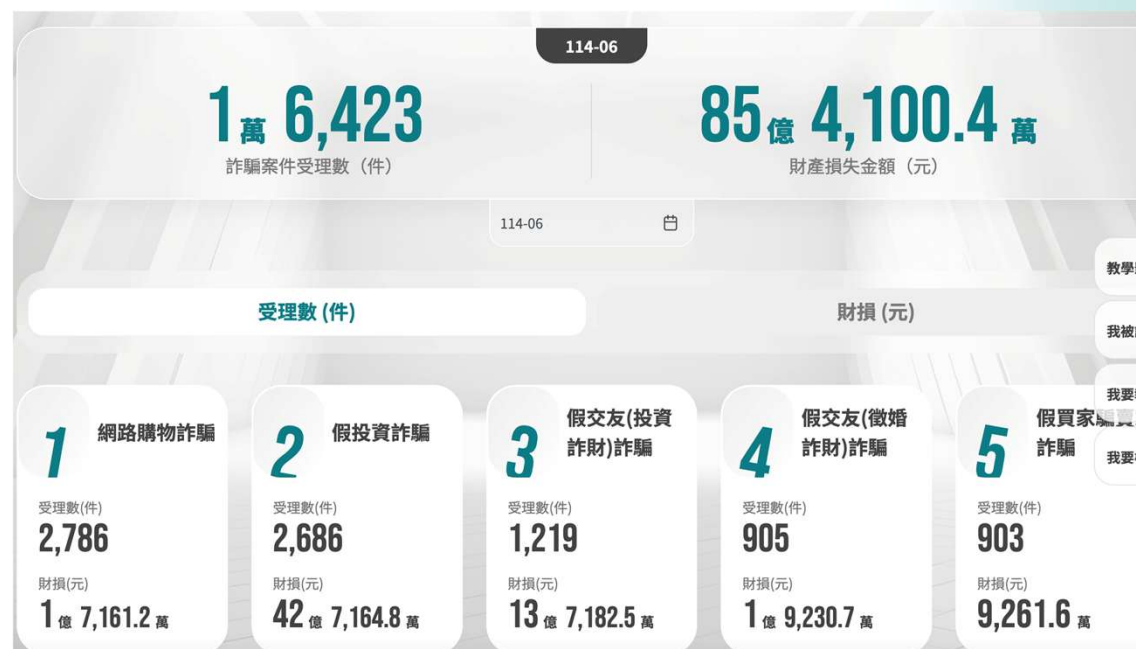 114-06
1萬 6,423
詐騙案件受理數（件）
85億 4,100.4 萬
財產損失金額（元）
114-06
受理數 (件)
財損 (元)
教學
我被
我要
我要
1
網路購物詐騙
受理數(件)
2,786
財損(元)
1億 7,161.2 萬
2
假投資詐騙
受理數(件)
2,686
財損(元)
42億 7,164.8 萬
3
假交友(投資
詐財)詐騙
受理數(件)
1,219
財損(元)
13億 7,182.5 萬
4
假交友(徵婚
詐財)詐騙
受理數(件)
905
財損(元)
1億 9,230.7 萬
5
假買家騙賣
詐騙
受理數(件)
903
財損(元)
9,261.6 萬